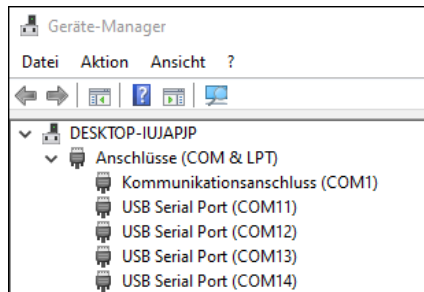 Geräte-Manager
Datei Aktion Ansicht ?
?
DESKTOP-IUJAPJP
Anschlüsse (COM & LPT)
Kommunikationsanschluss (COM1)
USB Serial Port (COM11)
USB Serial Port (COM12)
USB Serial Port (COM13)
USB Serial Port (COM14)